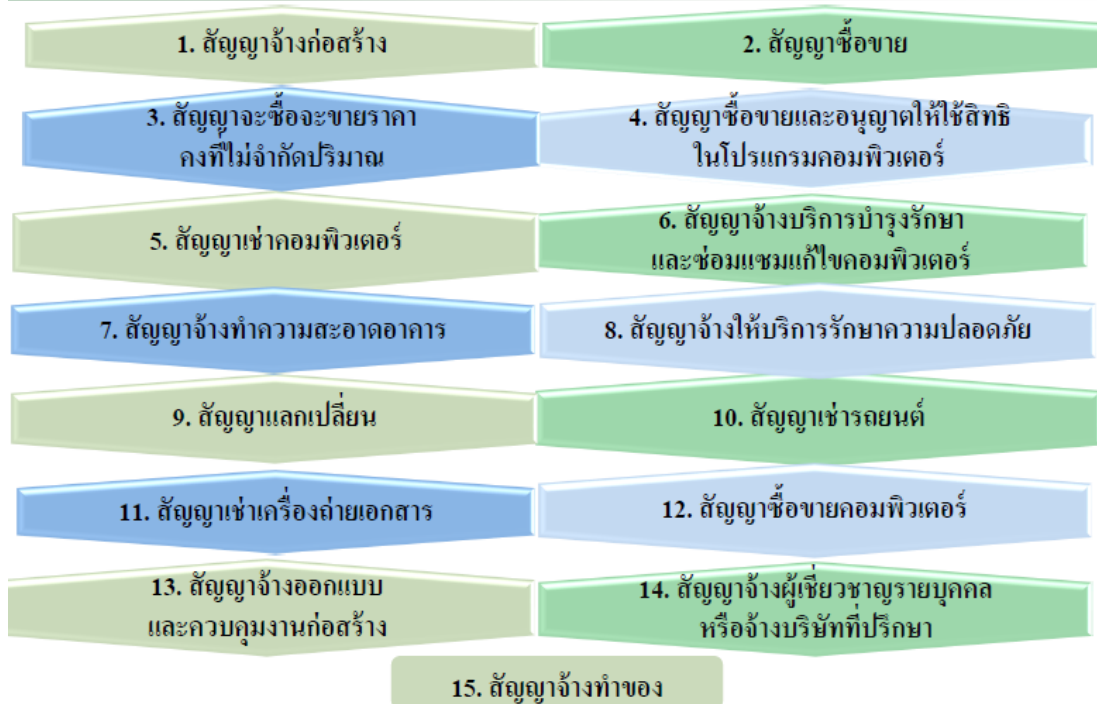 1. สัญญาจ้างก่อสร้าง
2. สัญญาซื้อขาย
3. สัญญาจะซื้อจะขายราคา
คงที่ไม่จำกัดปริมาณ
4. สัญญาซื้อขายและอนุญาตให้ใช้สิทธิ
ในโปรแกรมคอมพิวเตอร์
5. สัญญาเช่าคอมพิวเตอร์
6. สัญญาจ้างบริการบำรุงรักษา
และซ่อมแซมแก้ไขคอมพิวเตอร์
7. สัญญาจ้างทำความสะอาดอาคาร
8. สัญญาจ้างให้บริการรักษาความปลอดภัย
9. สัญญาแลกเปลี่ยน
10. สัญญาเช่ารถยนต์
11. สัญญาเช่าเครื่องถ่ายเอกสาร
12. สัญญาซื้อขายคอมพิวเตอร์
13. สัญญาจ้างออกแบบ
และควบคุมงานก่อสร้าง
14. สัญญาจ้างผู้เชี่ยวชาญรายบุคคล
หรือจ้างบริษัทที่ปรึกษา
15. สัญญาจ้างทำของ